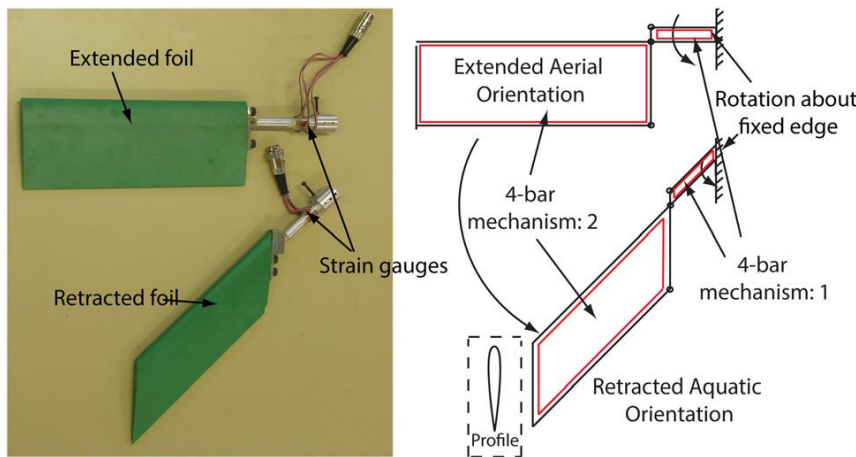 Extended foil
Strain gauges
Retracted foil
Extended Aerial
Orientation
Rotation about
fixed edge
4-bar
mechanism: 2
4-bar
mechanism: 1
Retracted Aquatic
Orientation
Profile